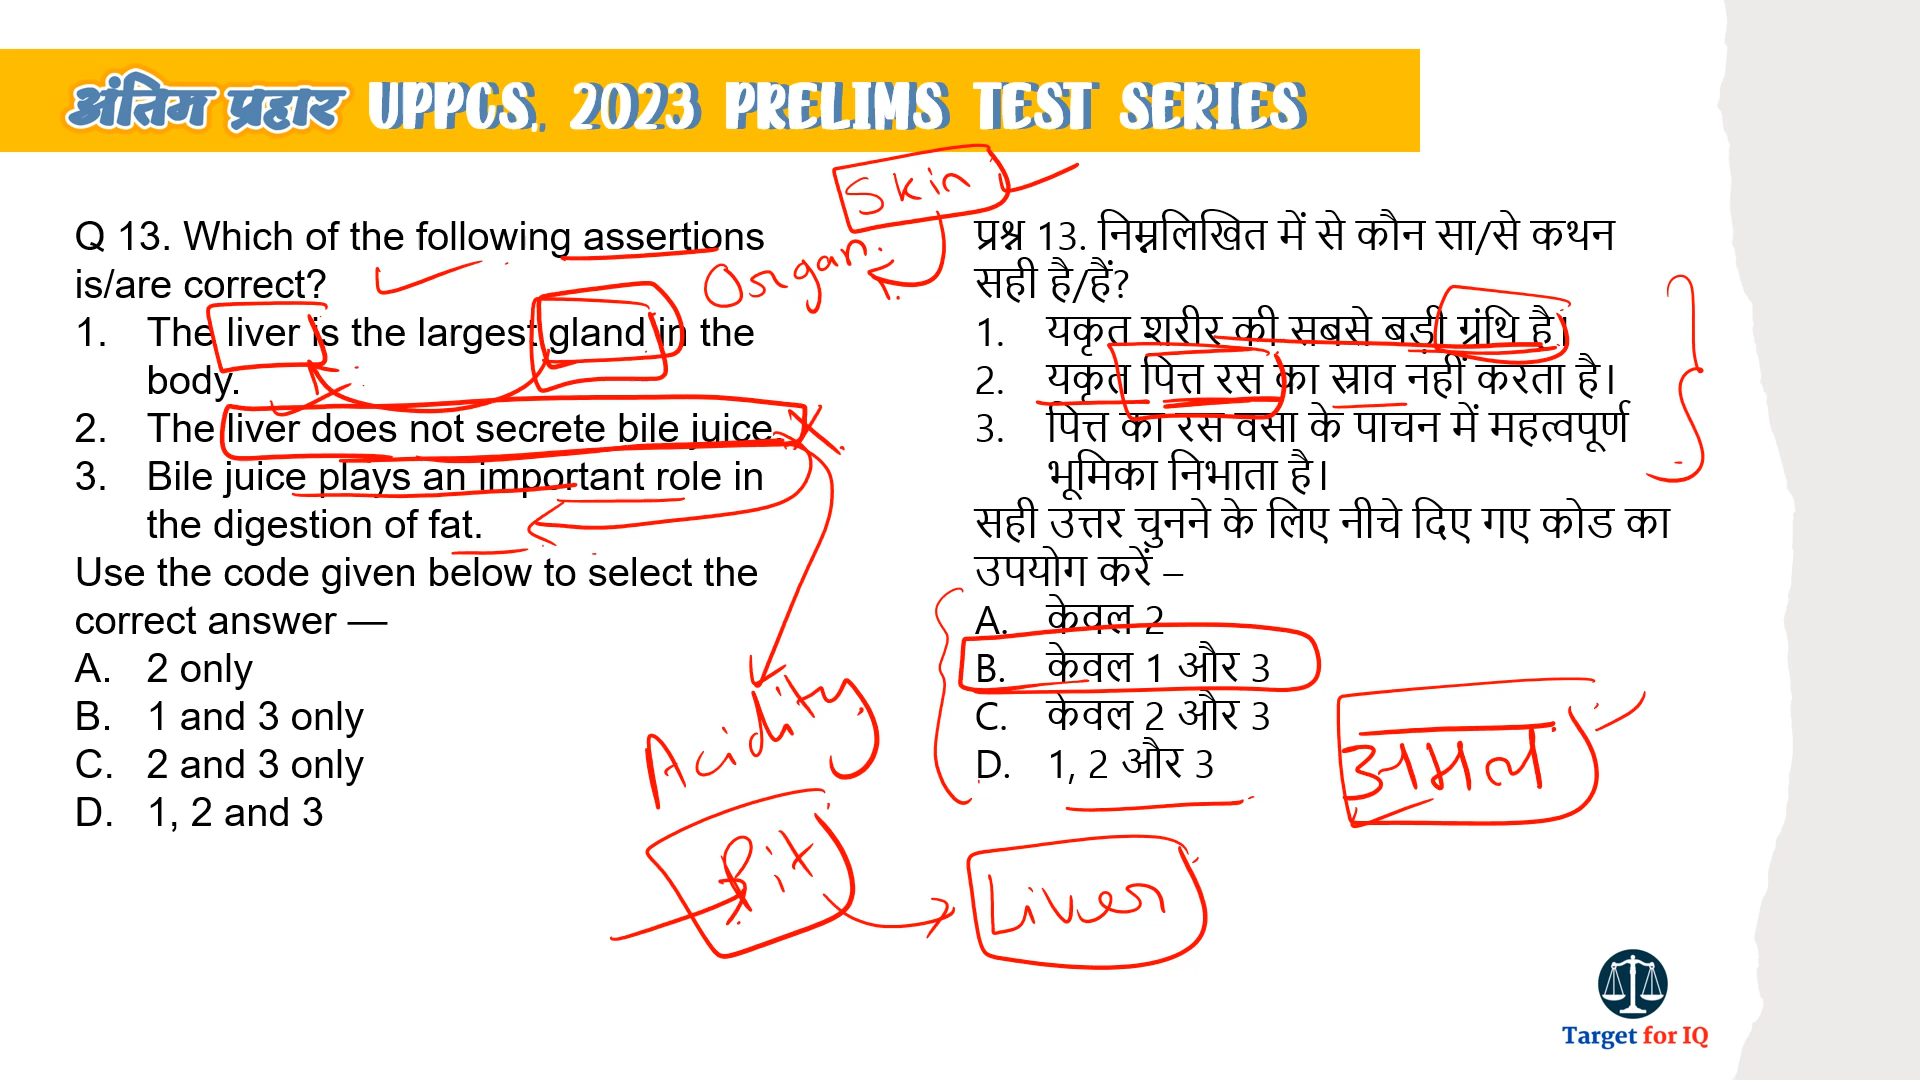 अंतिम प्रहार UPPCS, 2023 PRELIMS TEST SERIES
Skin
Organ.
Q 13. Which of the following assertions
is/are correct?
1. The liver is the largest gland in the
body.
2. The liver does not secrete bile juice.
3. Bile juice plays an important role in
the digestion of fat.
Use the code given below to select the
correct answer —
A. 2 only
B. 1 and 3 only
C. 2 and 3 only
D. 1, 2 and 3
प्रश्न 13. निम्नलिखित में से कौन सा/से कथन
सही है/हैं?
1. यकृत शरीर की सबसे बड़ी ग्रंथि है।
2. यकृत पित्त रस का स्राव नहीं करता है।
3. पित्त का रस वसा के पाचन में महत्वपूर्ण
भूमिका निभाता है।
सही उत्तर चुनने के लिए नीचे दिए गए कोड का
उपयोग करें –
A. केवल 2
B. केवल 1 और 3
C. केवल 2 और 3
D. 1, 2 और 3
Acidity
अमल
Pit
Liver
Target for IQ